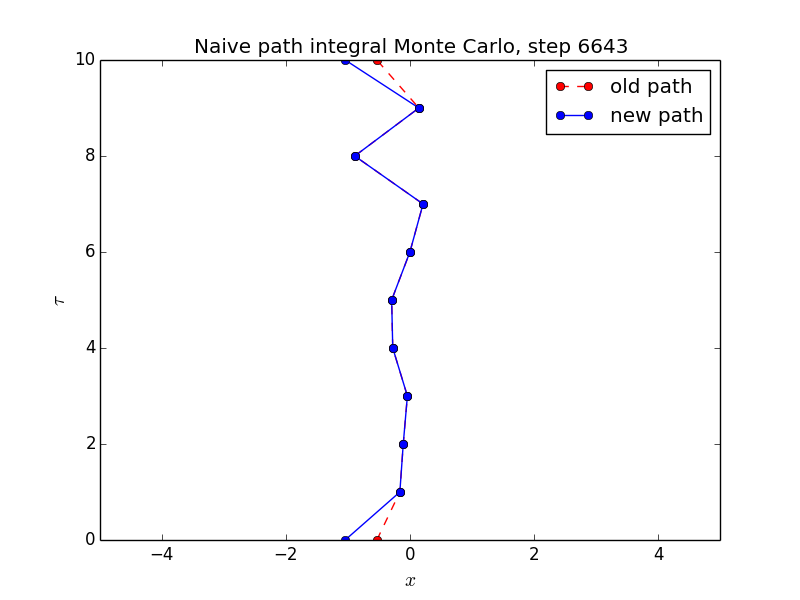 Naive path integral Monte Carlo, step 6643
old path
new path
10
8
6
4
2
0
τ
−4 −2 0 2 4
x